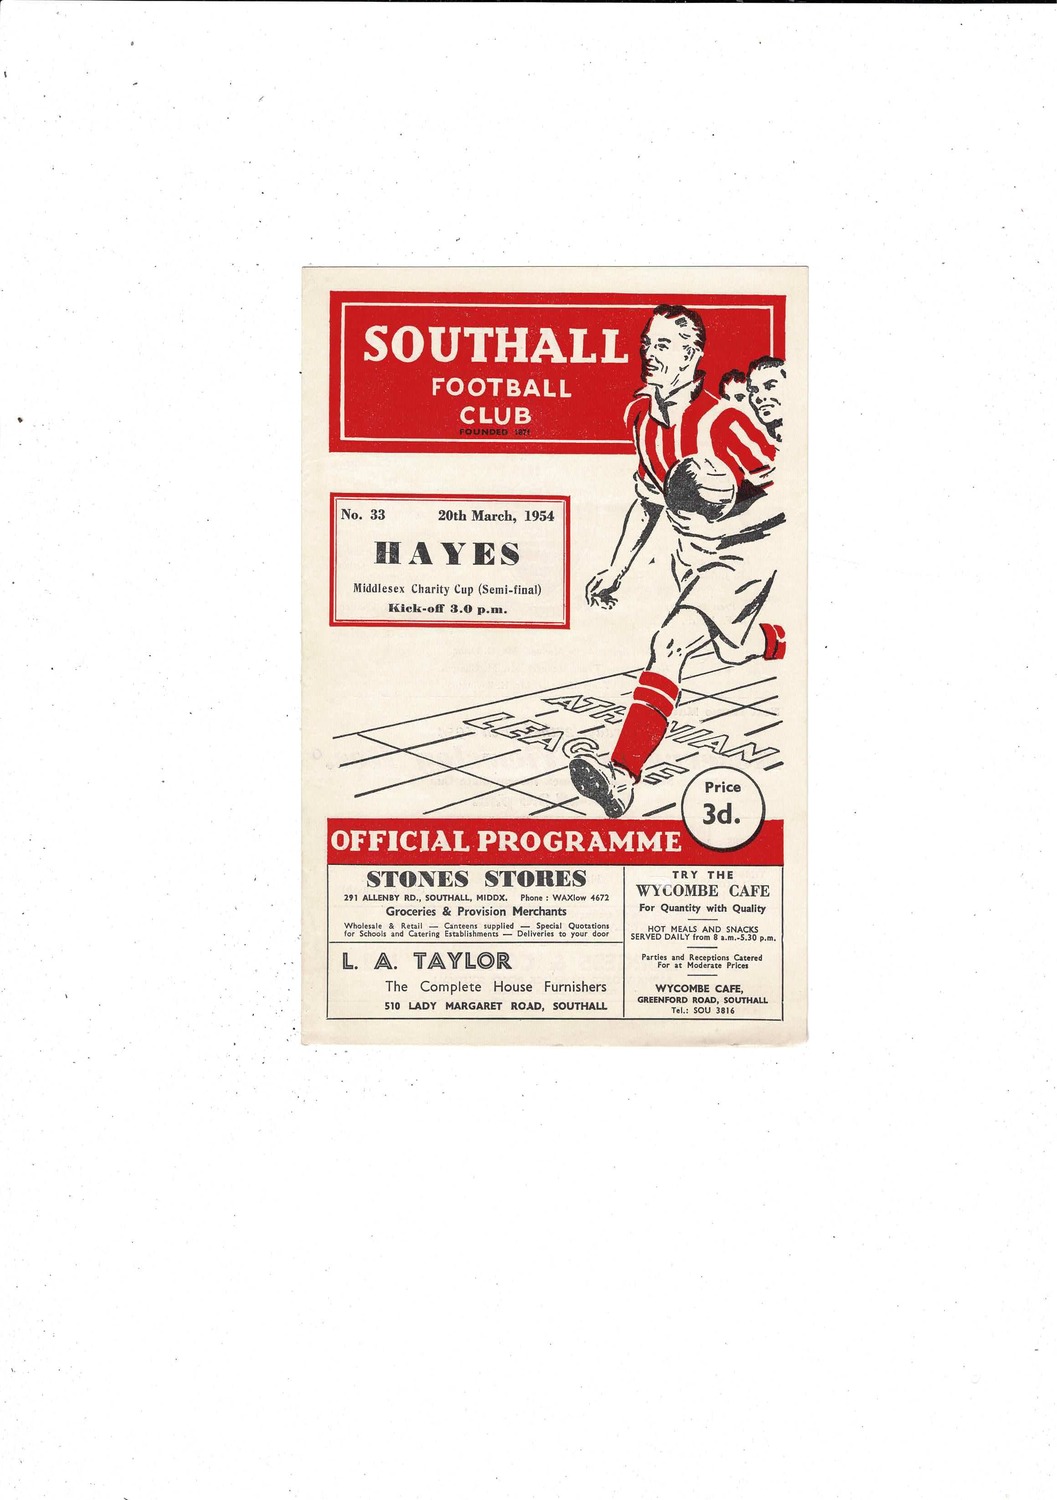 SOUTHALL
FOOTBALL
CLUB
FOUNDED 1871
No. 33 20th March, 1954
HAYES
Middlesex Charity Cup (Semi-final)
Kick-off 3.0 p.m.
ATHENIAN
LEAGUE
Price
3d.
OFFICIAL PROGRAMME
STONES STORES
291 ALLENBY RD., SOUTHALL, MIDDX. Phone : WAXlow 4672
Groceries & Provision Merchants
Wholesale & Retail — Canteens supplied — Special Quotations
for Schools and Catering Establishments — Deliveries to your door
L. A. TAYLOR
The Complete House Furnishers
510 LADY MARGARET ROAD, SOUTHALL
TRY THE
WYCOMBE CAFE
For Quantity with Quality
HOT MEALS AND SNACKS
SERVED DAILY from 8 a.m.-5.30 p.m.
Parties and Receptions Catered
For at Moderate Prices
WYCOMBE CAFE,
GREENFORD ROAD, SOUTHALL
Tel.: SOU 3816